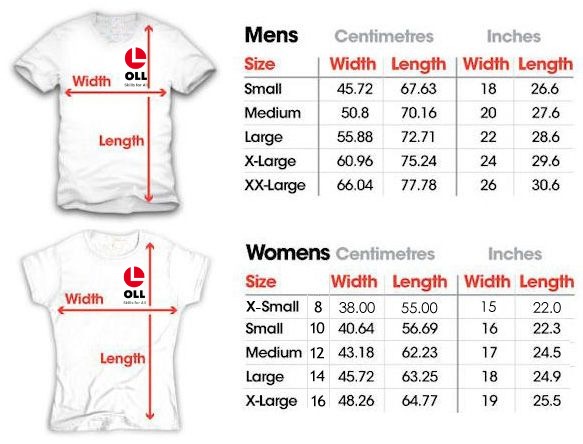 OLL
Skills for All
Width
Length
Mens Centimetres Inches
Size Width Length Width Length
Small 45.72 67.63 18 26.6
Medium 50.8 70.16 20 27.6
Large 55.88 72.71 22 28.6
X-Large 60.96 75.24 24 29.6
XX-Large 66.04 77.78 26 30.6
OLL
Skills for All
Width
Length
Womens Centimetres Inches
Size Width Length Width Length
X-Small 8 38.00 55.00 15 22.0
Small 10 40.64 56.69 16 22.3
Medium 12 43.18 62.23 17 24.5
Large 14 45.72 63.25 18 24.9
X-Large 16 48.26 64.77 19 25.5